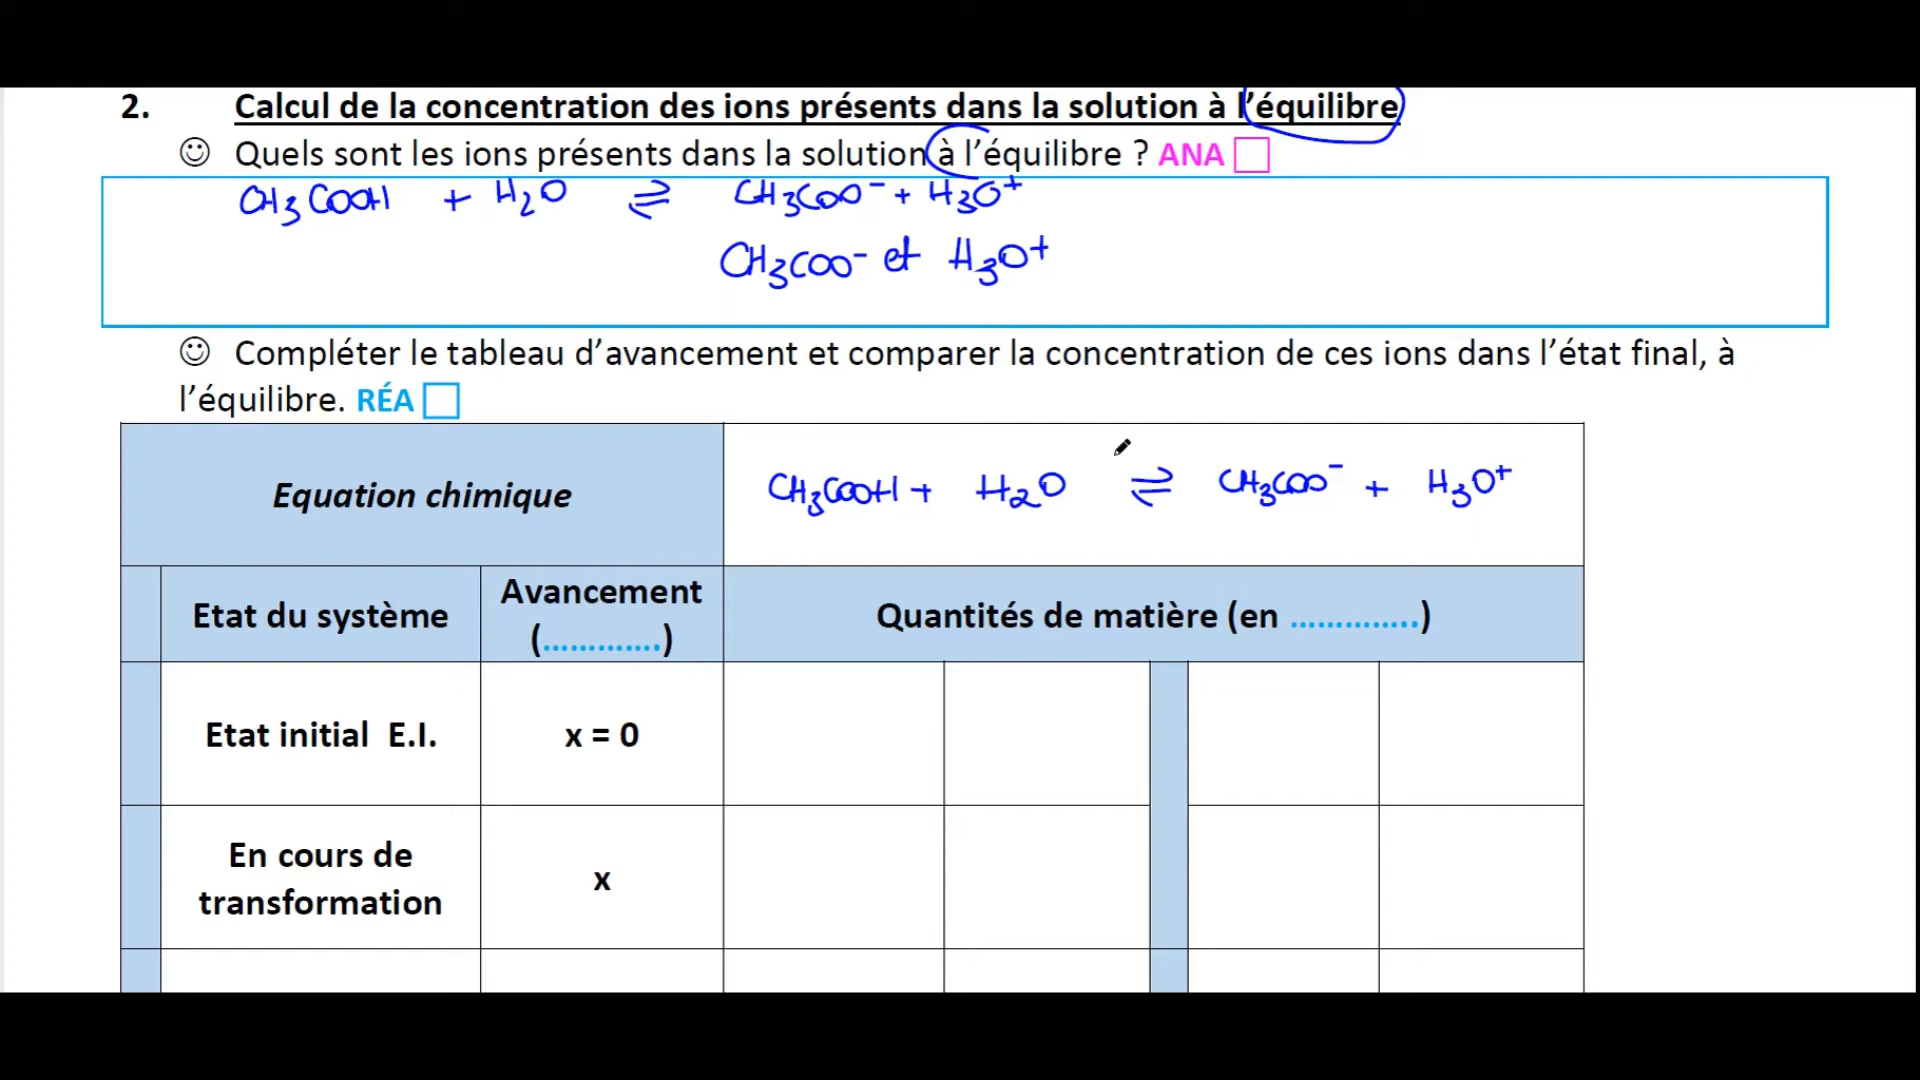 2. Calcul de la concentration des ions présents dans la solution à l'équilibre
☺ Quels sont les ions présents dans la solution à l'équilibre ? ANA □
CH₃COOH + H₂O ⇌ CH₃COO⁻ + H₃O⁺
CH₃COO⁻ et H₃O⁺
☺ Compléter le tableau d'avancement et comparer la concentration de ces ions dans l'état final, à
l'équilibre. RÉA □
Equation chimique CH₃COOH + H₂O ⇌ CH₃COO⁻ + H₃O⁺
Etat du système
Avancement
(.............)
Quantités de matière (en ..............)
Etat initial E.I. x = 0
En cours de
transformation
x